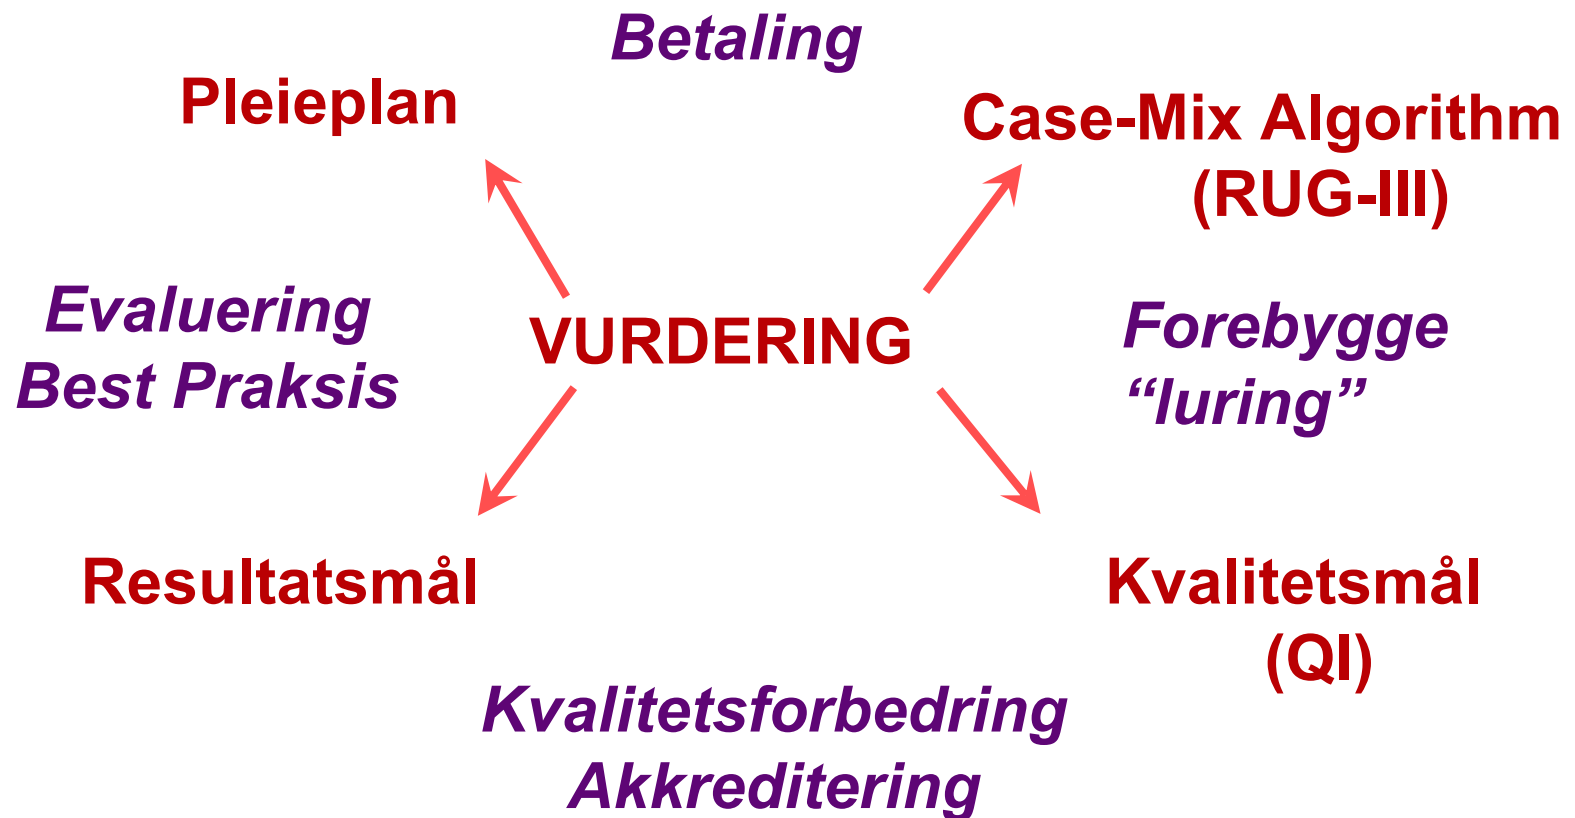 Betaling
Pleieplan
Case-Mix Algorithm
(RUG-III)
Evaluering
Best Praksis
VURDERING
Forebygge
“luring”
Resultatsmål
Kvalitetsmål
(QI)
Kvalitetsforbedring
Akkreditering